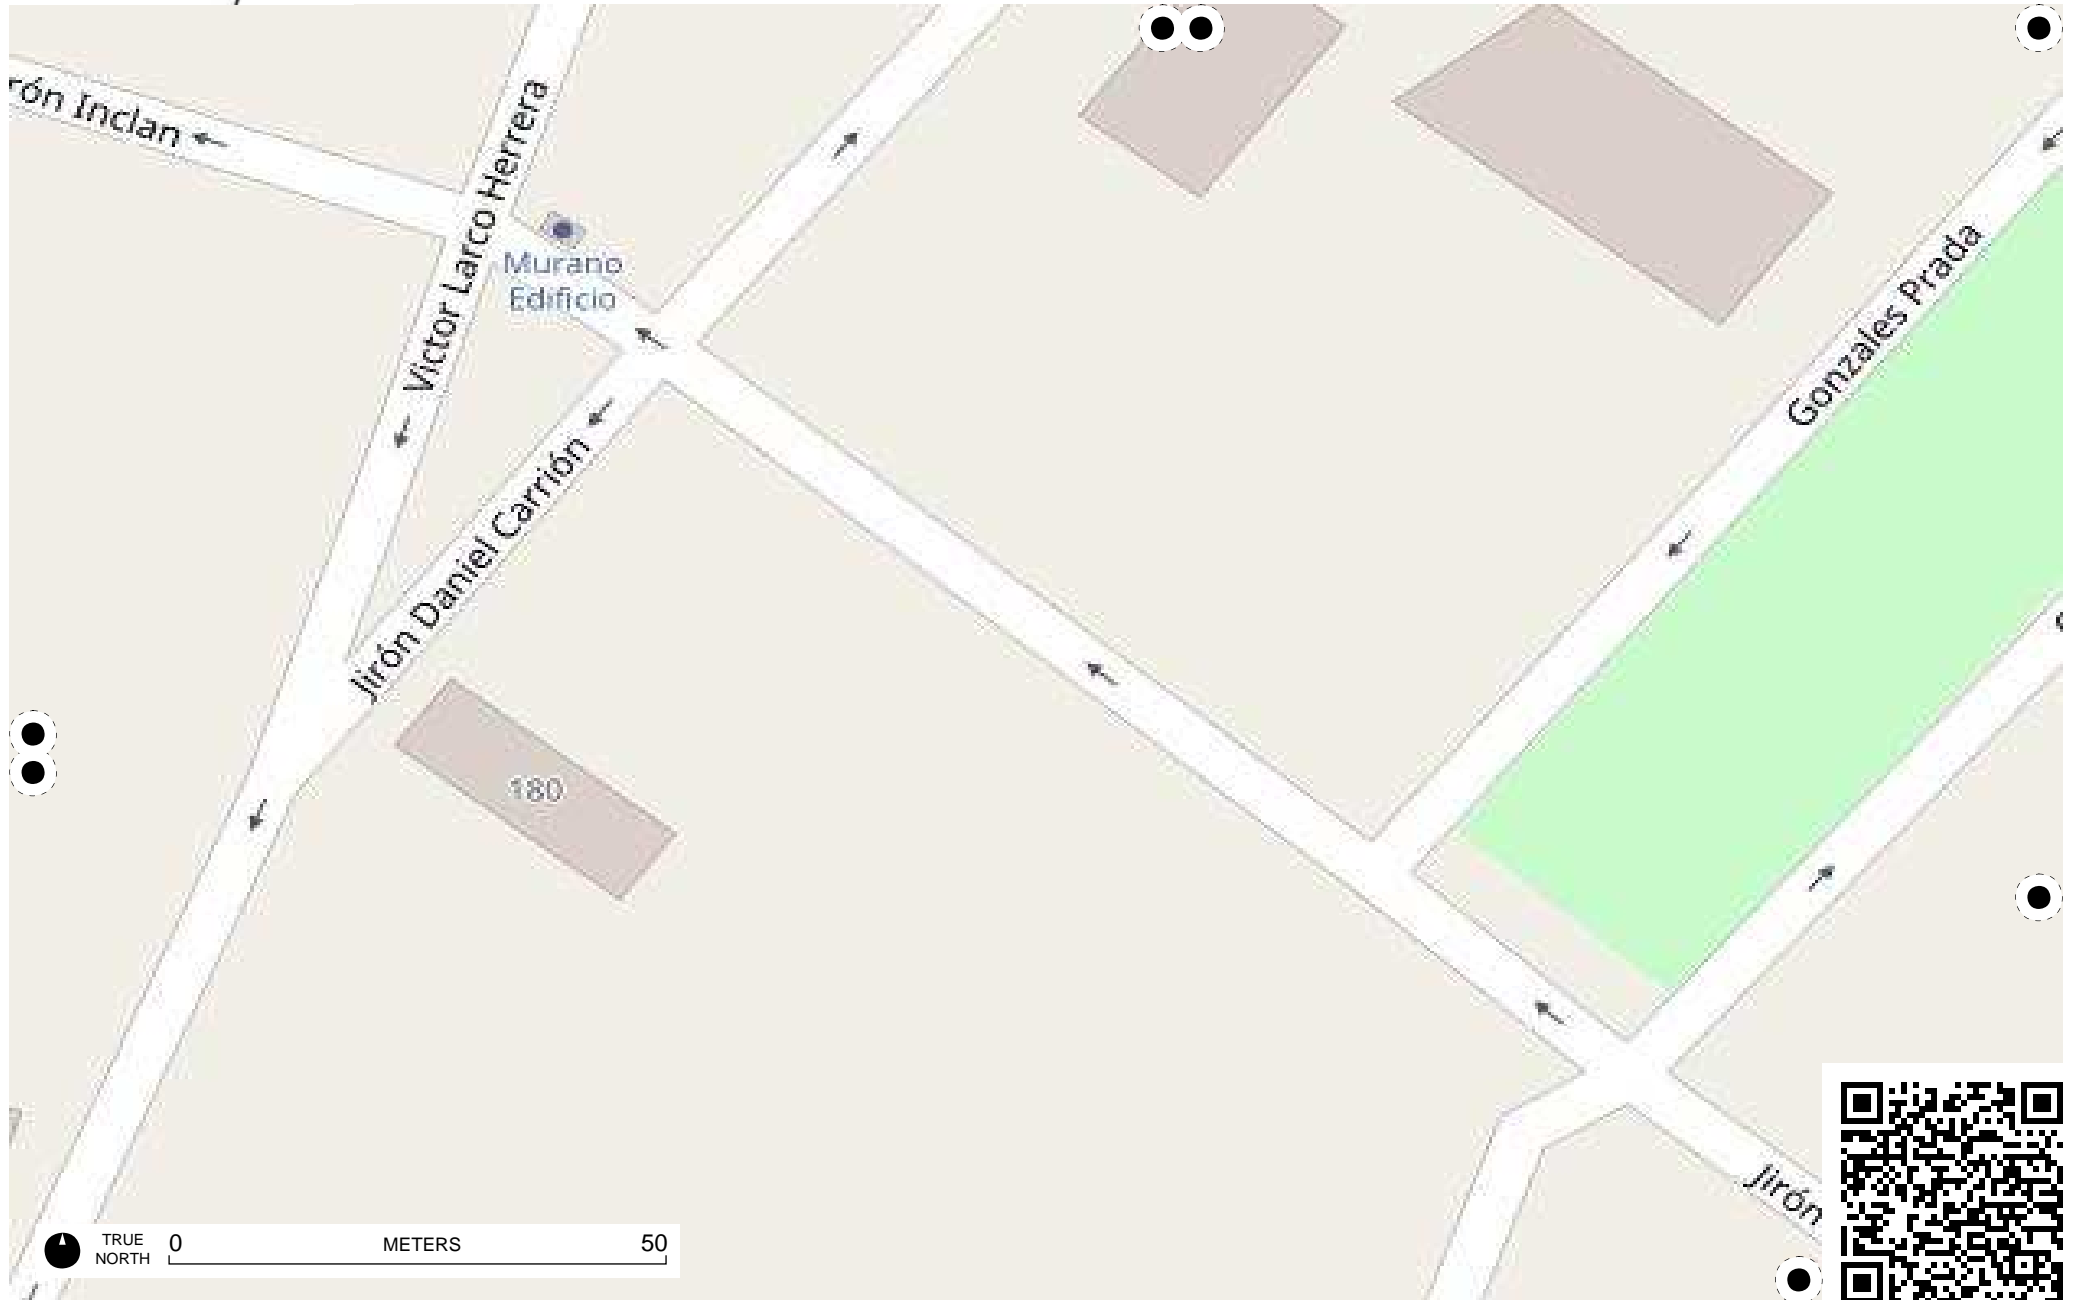 rón Inclan
Victor Larco Herrera
Murano
Edificio
Gonzales Prada
Jirón Daniel Carrión
180
Jirón
TRUE
NORTH
0
METERS
50